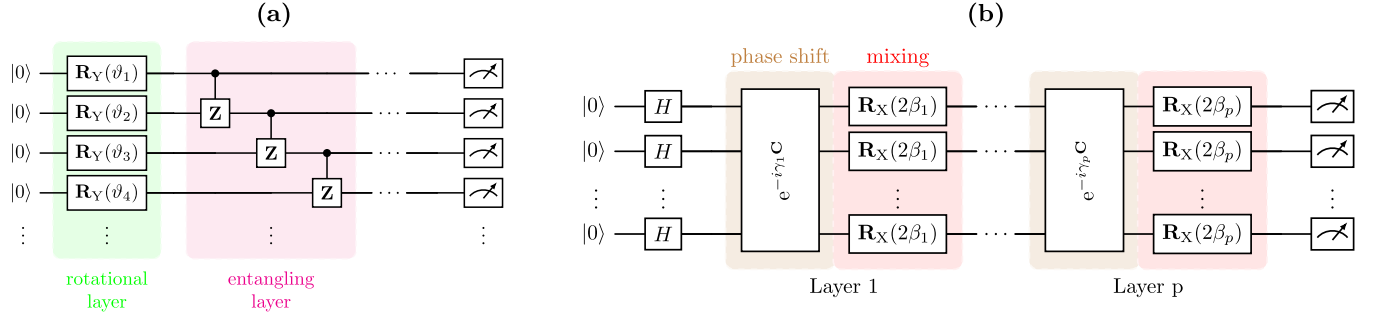 (a)
|0⟩ R_Y(ϑ_1) ···
|0⟩ R_Y(ϑ_2) Z ···
|0⟩ R_Y(ϑ_3) Z ···
|0⟩ R_Y(ϑ_4) Z ···
⋮ ⋮ ⋮ ⋮
rotational
layer
entangling
layer
(b)
phase shift mixing
|0⟩ H R_X(2β_1) ··· R_X(2β_p)
|0⟩ H R_X(2β_1) R_X(2β_p)
⋮ ⋮ e^{-iγ_1 C} ⋮ e^{-iγ_p C} ⋮ ⋮
|0⟩ H R_X(2β_1) ··· R_X(2β_p)
Layer 1 Layer p